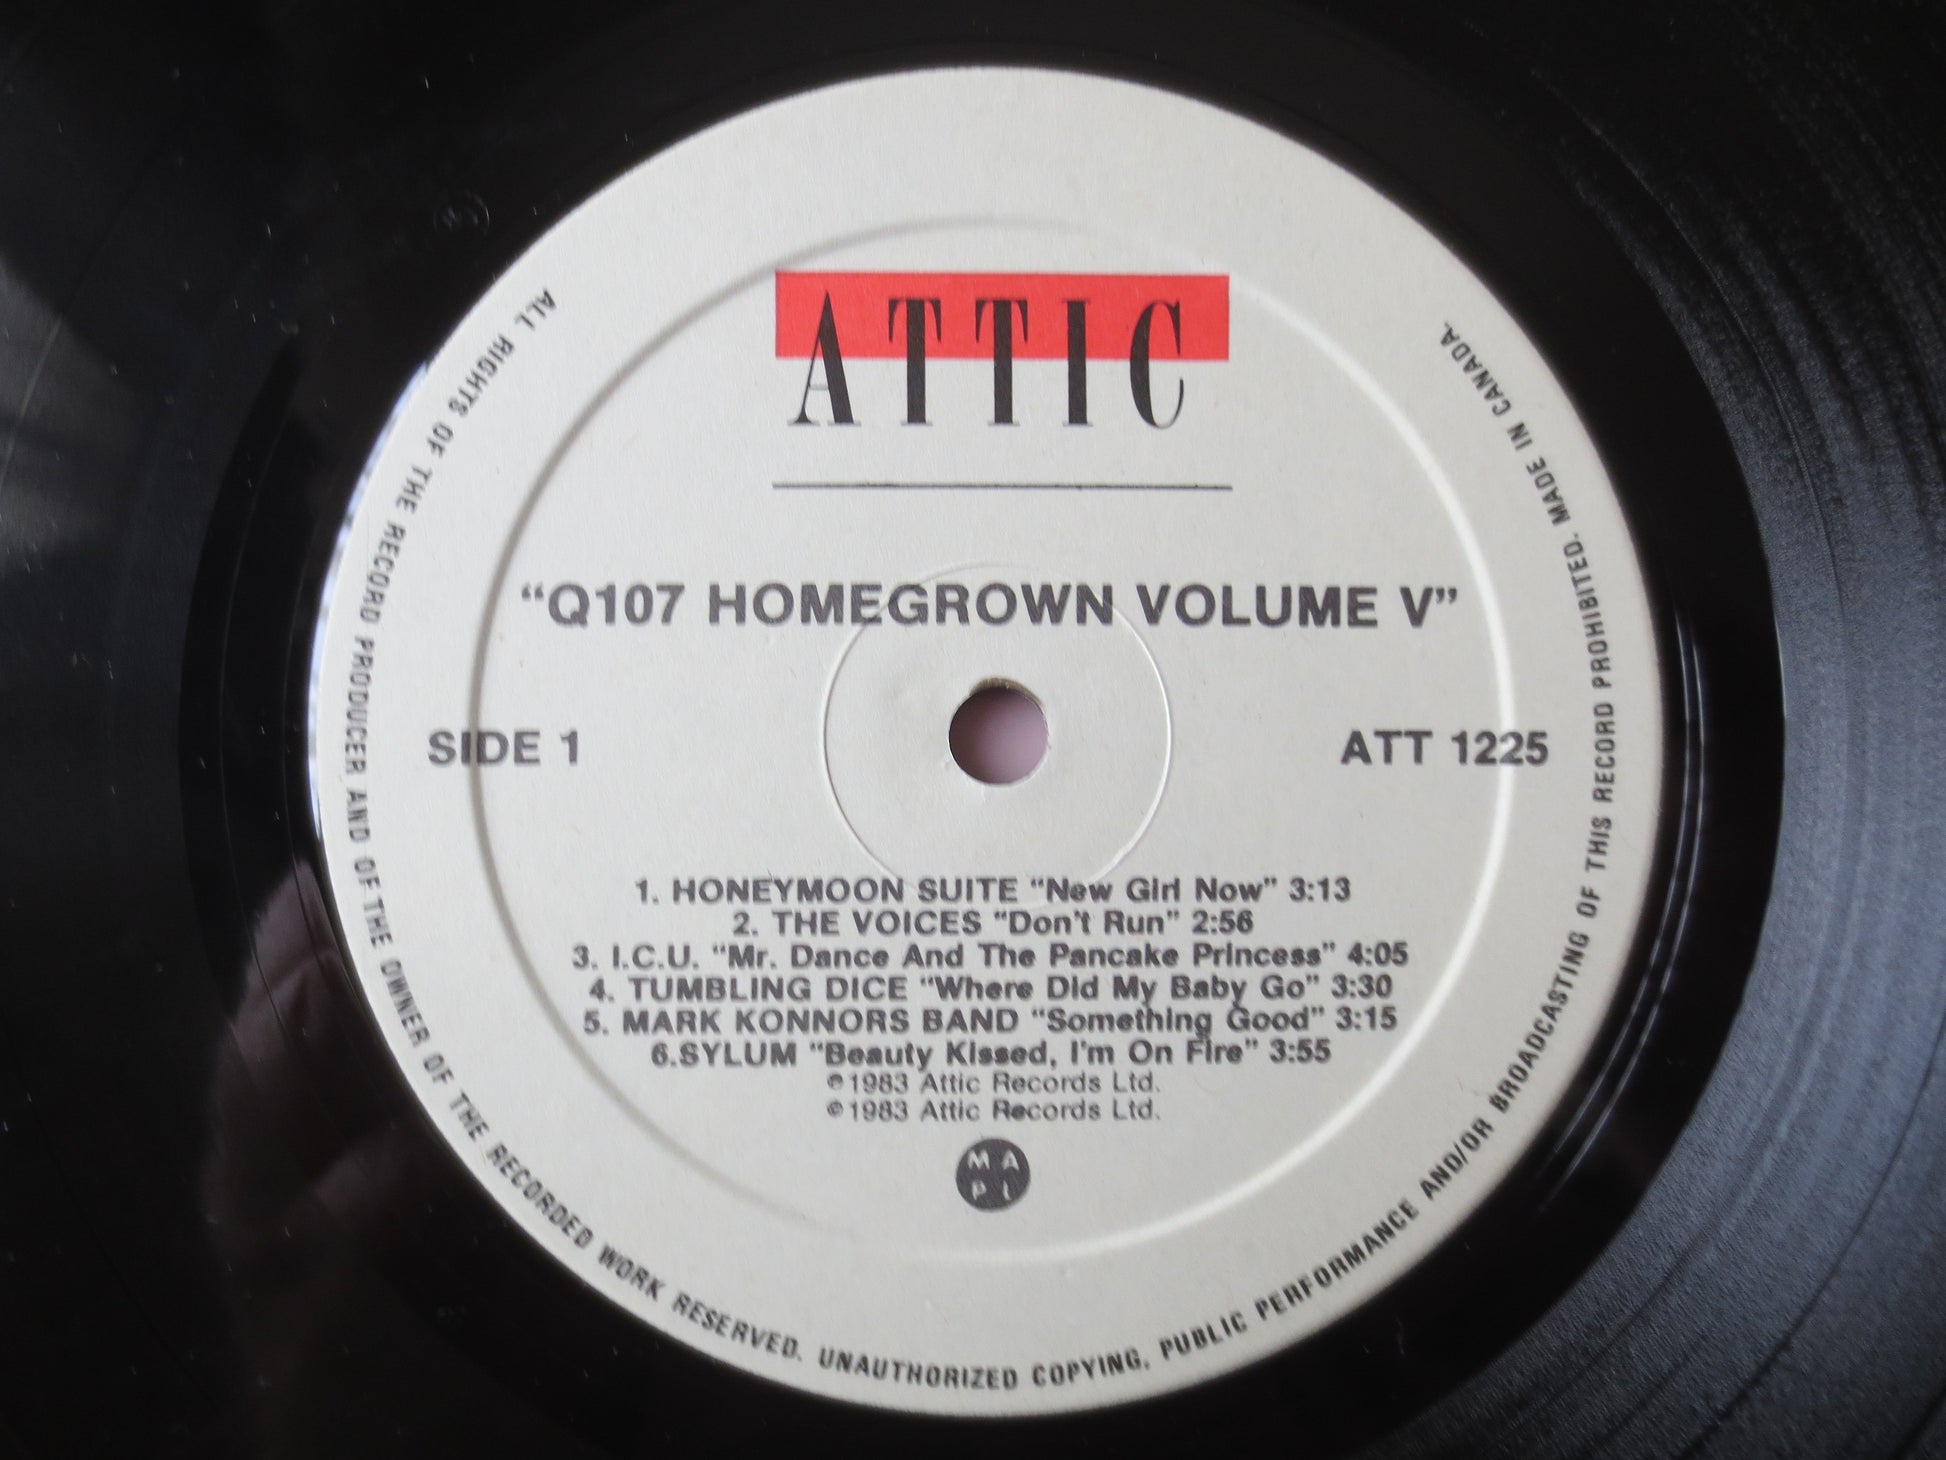 ATTIC
"Q107 HOMEGROWN VOLUME V"
SIDE 1
ATT 1225
1. HONEYMOON SUITE "New Girl Now" 3:13
2. THE VOICES "Don't Run" 2:56
3. I.C.U. "Mr. Dance And The Pancake Princess" 4:05
4. TUMBLING DICE "Where Did My Baby Go" 3:30
5. MARK KONNORS BAND "Something Good" 3:15
6.SYLUM "Beauty Kissed, I'm On Fire" 3:55
℗1983 Attic Records Ltd.
©1983 Attic Records Ltd.
MA
PL
ALL RIGHTS OF THE RECORD PRODUCER AND OF THE OWNER OF THE RECORDED WORK RESERVED. UNAUTHORIZED COPYING, PUBLIC PERFORMANCE AND/OR BROADCASTING OF THIS RECORD PROHIBITED. MADE IN CANADA.